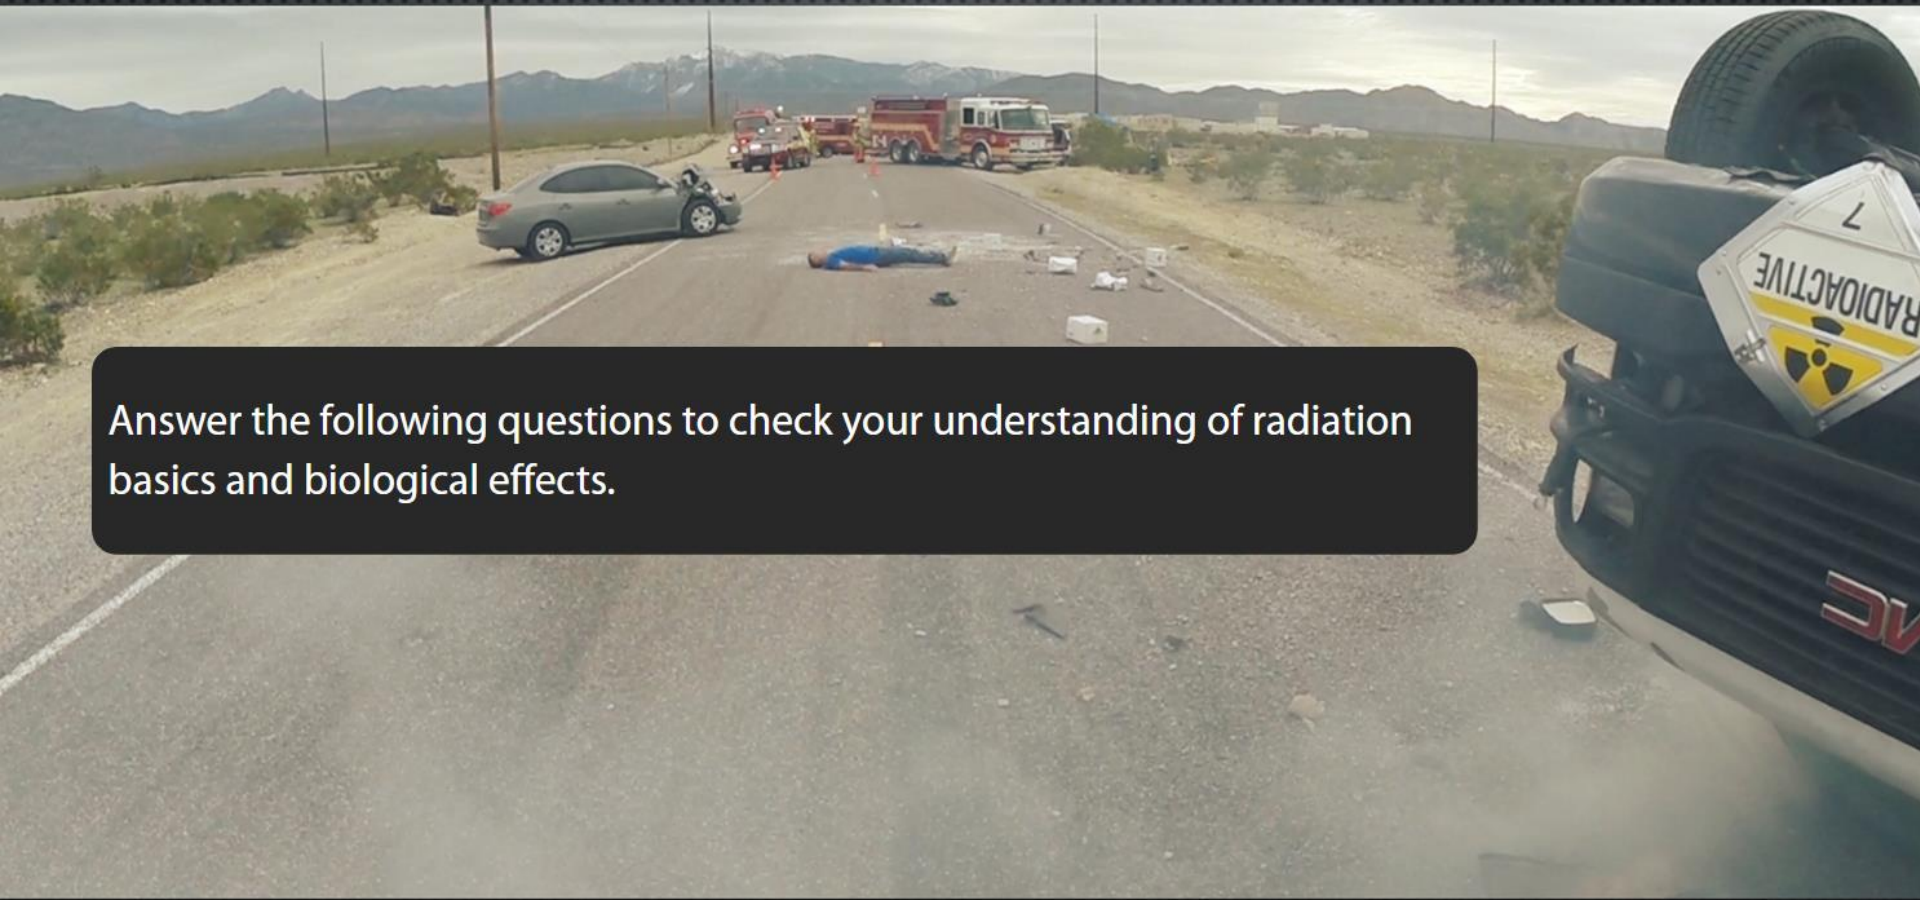 7
RADIOACTIVE
Answer the following questions to check your understanding of radiation
basics and biological effects.